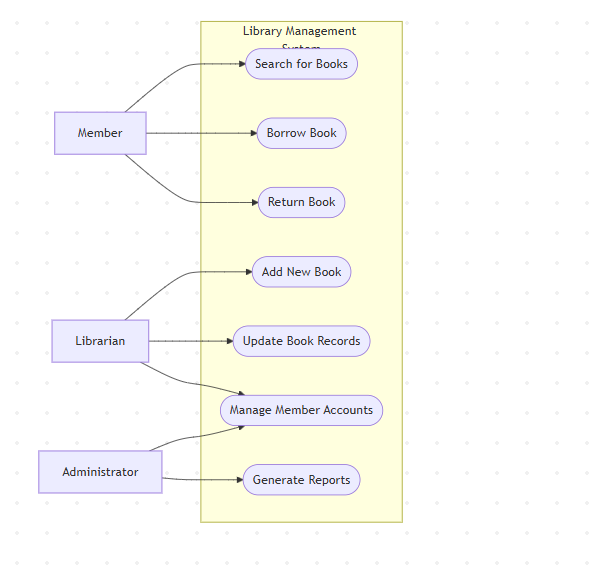 Library Management
System
Search for Books
Member
Borrow Book
Return Book
Add New Book
Librarian
Update Book Records
Manage Member Accounts
Administrator
Generate Reports